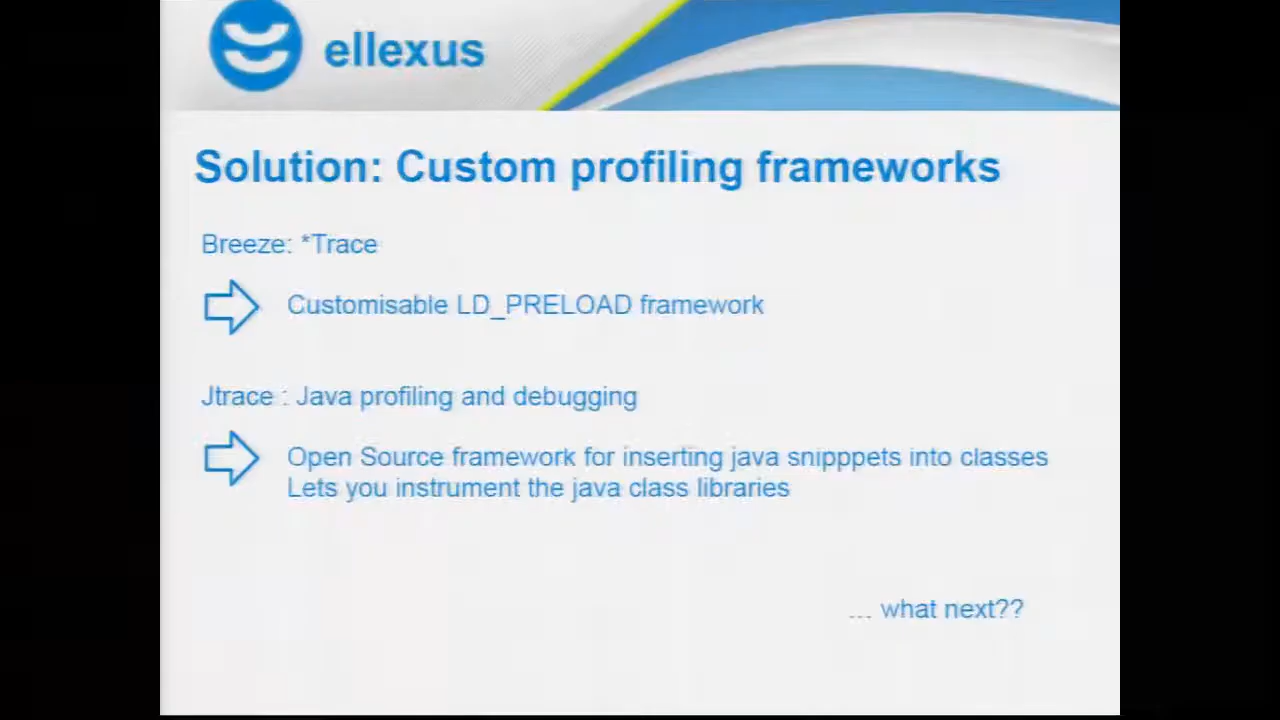 ellexus
Solution: Custom profiling frameworks
Breeze: *Trace
Customisable LD_PRELOAD framework
Jtrace : Java profiling and debugging
Open Source framework for inserting java snipppets into classes
Lets you instrument the java class libraries
... what next??